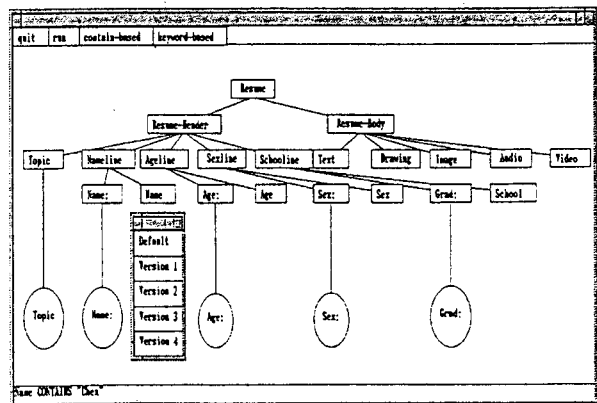 quit run contain-based keyword-based
Resume
Resume-Header Resume-Body
Topic Nameline Ageline Sexline Schooline Text Drawing Image Audio Video
Name: Name Age: Age Sex: Sex Grad: School
Default
Version 1
Version 2
Version 3
Version 4
Topic Name: Age: Sex: Grad:
Name CONTAINS "Chen"